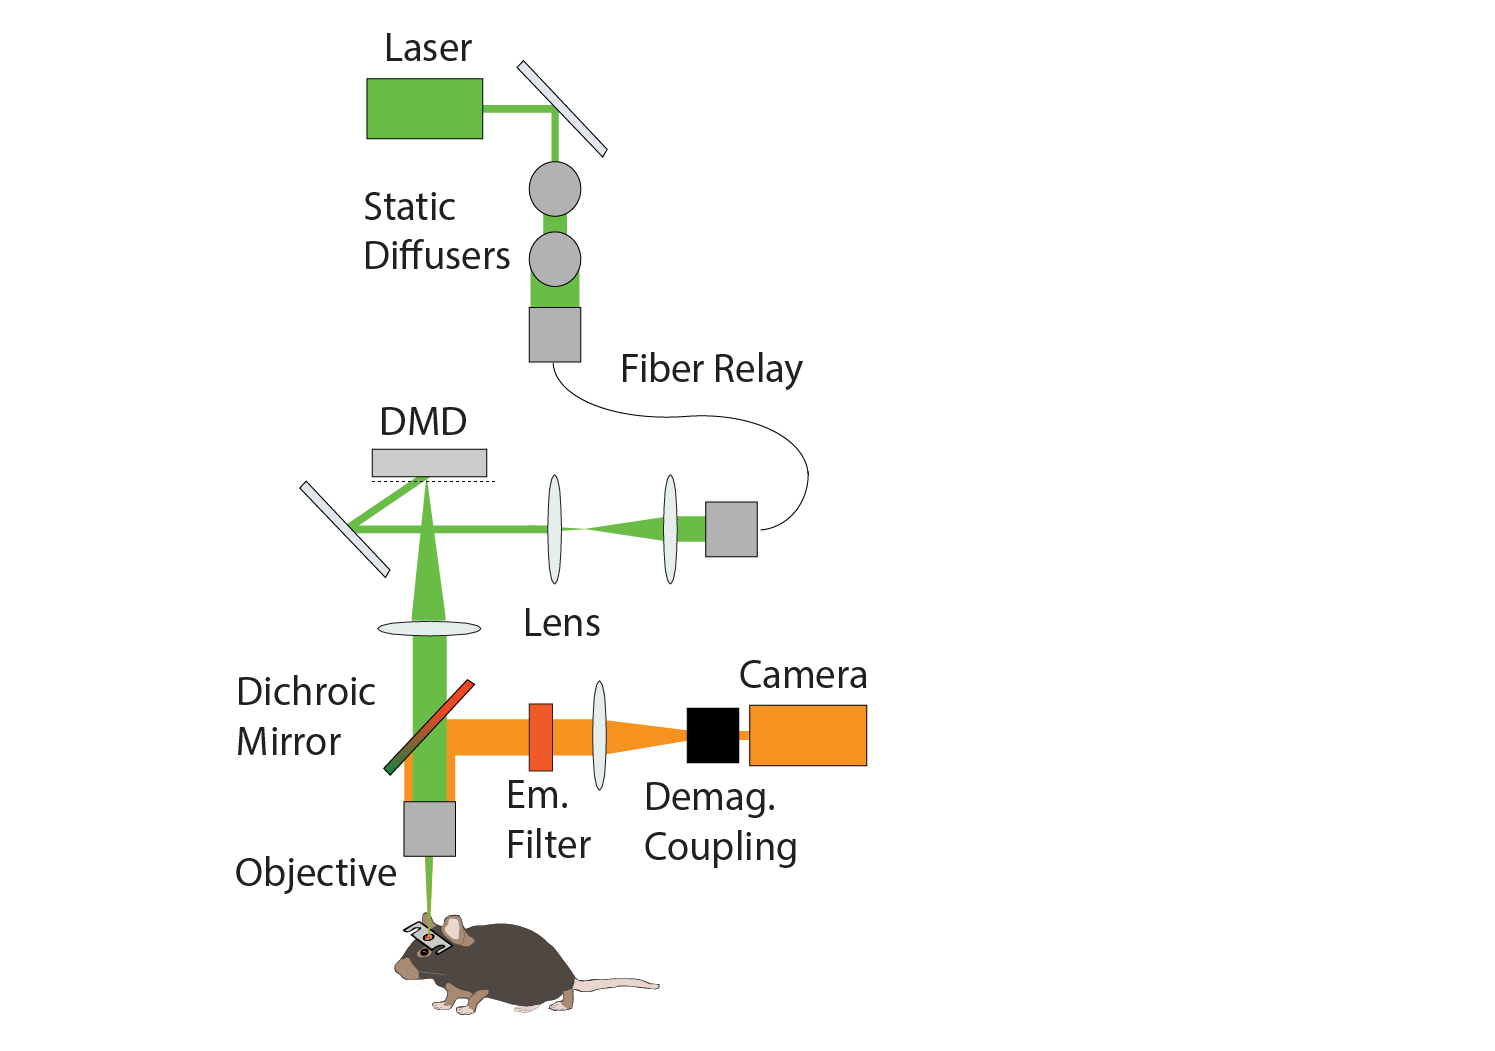 Laser
Static
Diffusers
Fiber Relay
DMD
Lens
Dichroic
Mirror
Camera
Em.
Filter
Demag.
Coupling
Objective